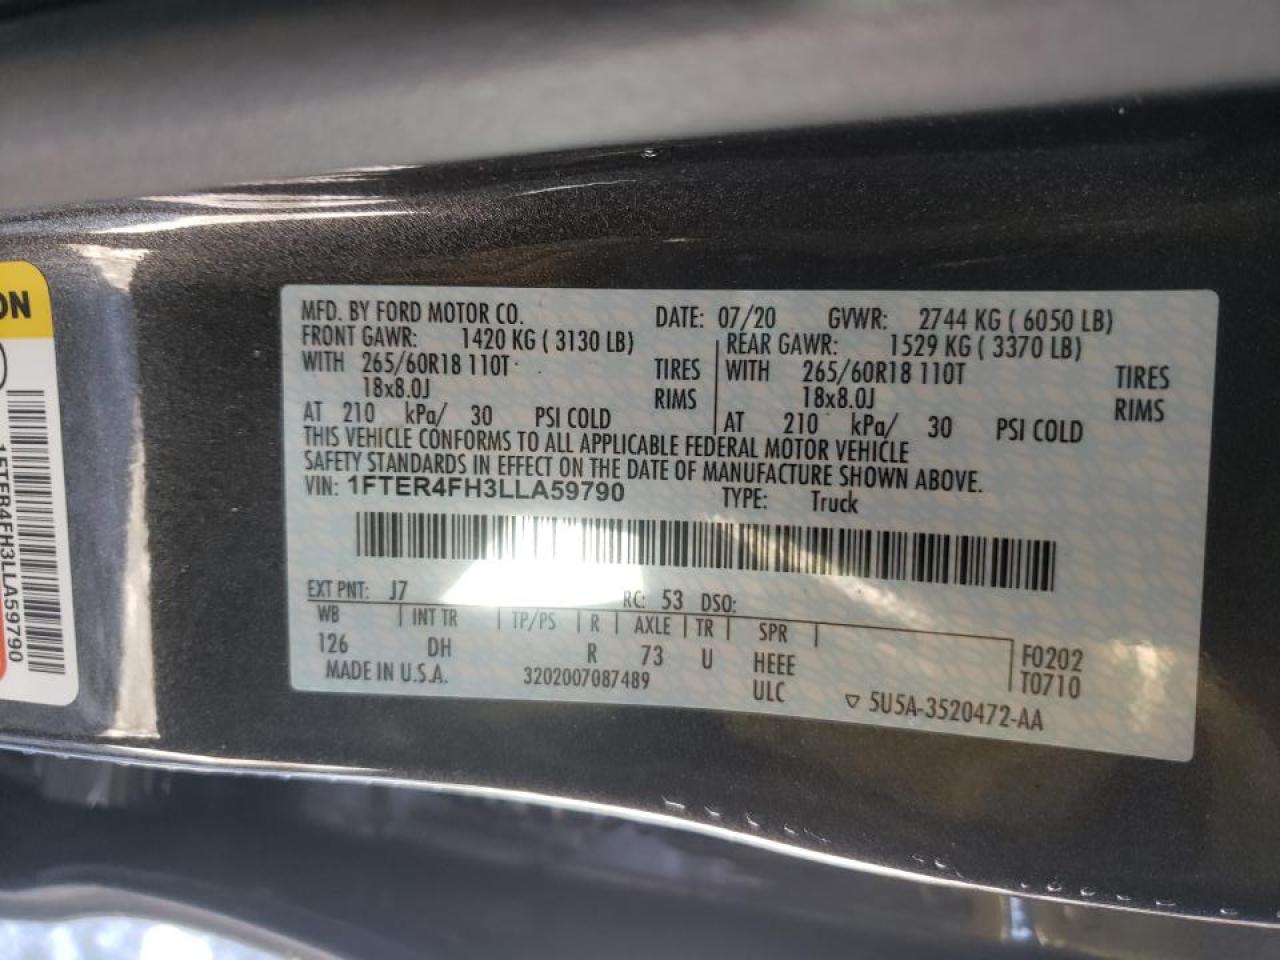 MFD. BY FORD MOTOR CO. DATE: 07/20 GVWR: 2744 KG ( 6050 LB)
FRONT GAWR: 1420 KG ( 3130 LB) REAR GAWR: 1529 KG ( 3370 LB)
WITH 265/60R18 110T TIRES WITH 265/60R18 110T TIRES
18x8.0J RIMS 18x8.0J RIMS
AT 210 kPa/ 30 PSI COLD AT 210 kPa/ 30 PSI COLD
THIS VEHICLE CONFORMS TO ALL APPLICABLE FEDERAL MOTOR VEHICLE
SAFETY STANDARDS IN EFFECT ON THE DATE OF MANUFACTURE SHOWN ABOVE.
VIN: 1FTER4FH3LLA59790 TYPE: Truck
EXT PNT: J7 RC: 53 DSO:
WB INT TR TP/PS R AXLE TR SPR
126 DH R 73 U HEEE F0202
ULC T0710
MADE IN U.S.A. 3202007087489 5U5A-3520472-AA
ON
1FTER4FH3LLA59790